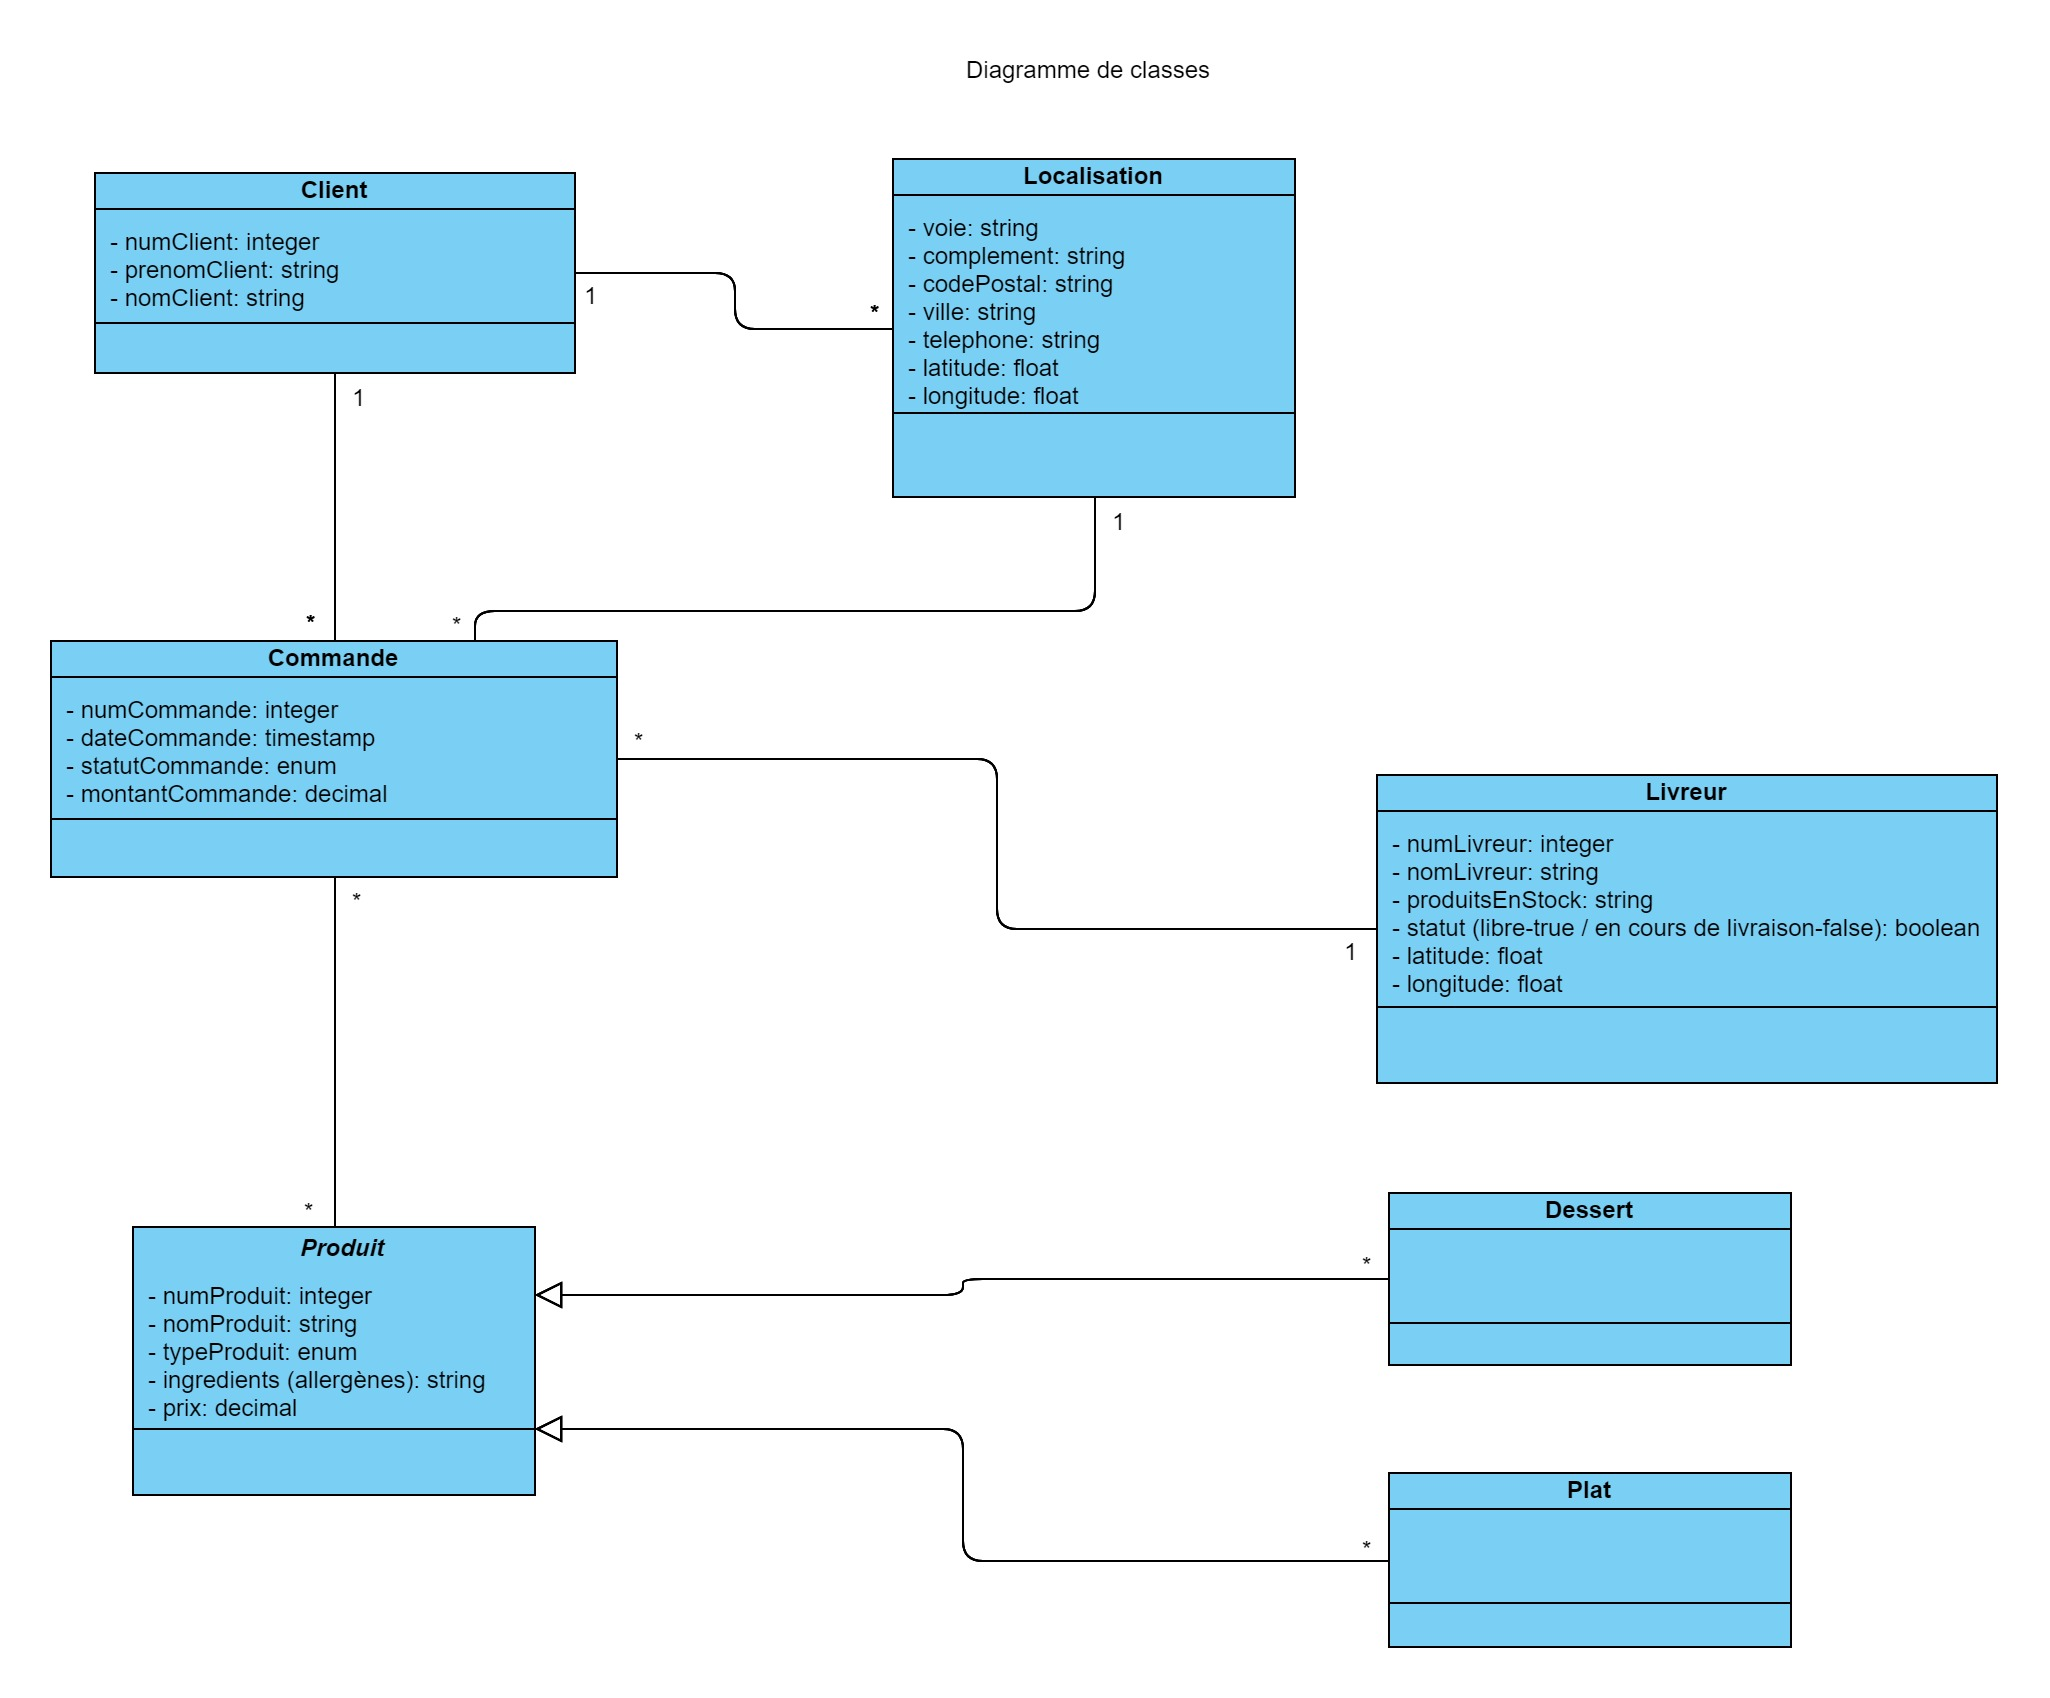 Diagramme de classes
Client
- numClient: integer
- prenomClient: string
- nomClient: string
1
*
1
*
Localisation
- voie: string
- complement: string
- codePostal: string
- ville: string
- telephone: string
- latitude: float
- longitude: float
1
*
Commande
- numCommande: integer
- dateCommande: timestamp
- statutCommande: enum
- montantCommande: decimal
*
1
*
*
Livreur
- numLivreur: integer
- nomLivreur: string
- produitsEnStock: string
- statut (libre-true / en cours de livraison-false): boolean
- latitude: float
- longitude: float
Produit
- numProduit: integer
- nomProduit: string
- typeProduit: enum
- ingredients (allergènes): string
- prix: decimal
*
Dessert
*
Plat